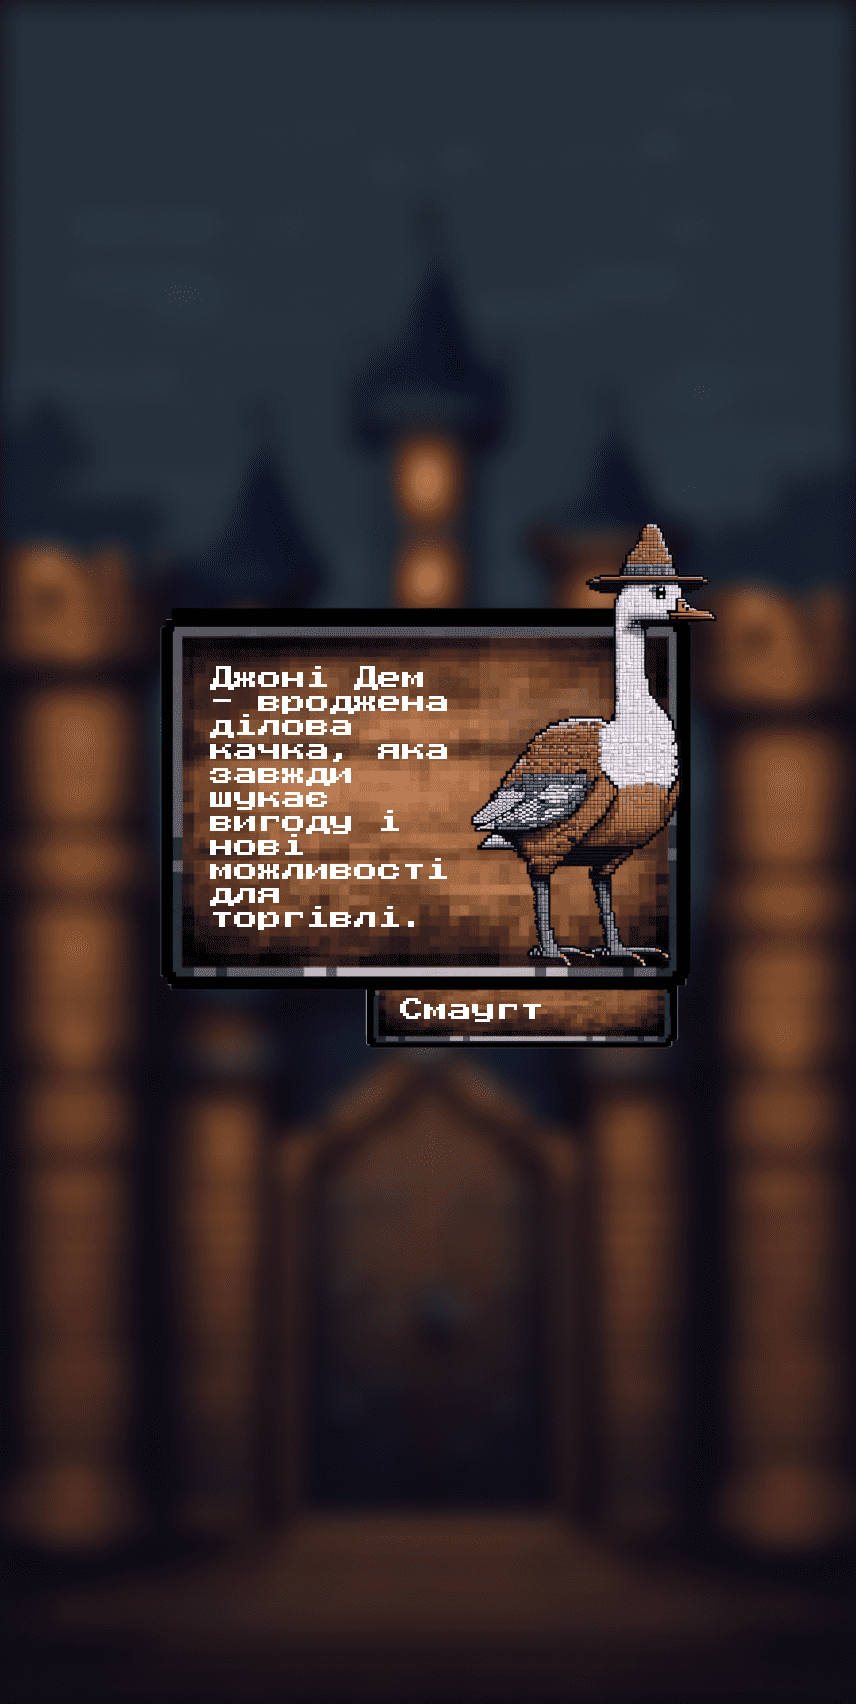 Джоні Дем
– вроджена
ділова
качка, яка
завжди
шукає
вигоду і
нові
можливості
для
торгівлі.
Смаугт